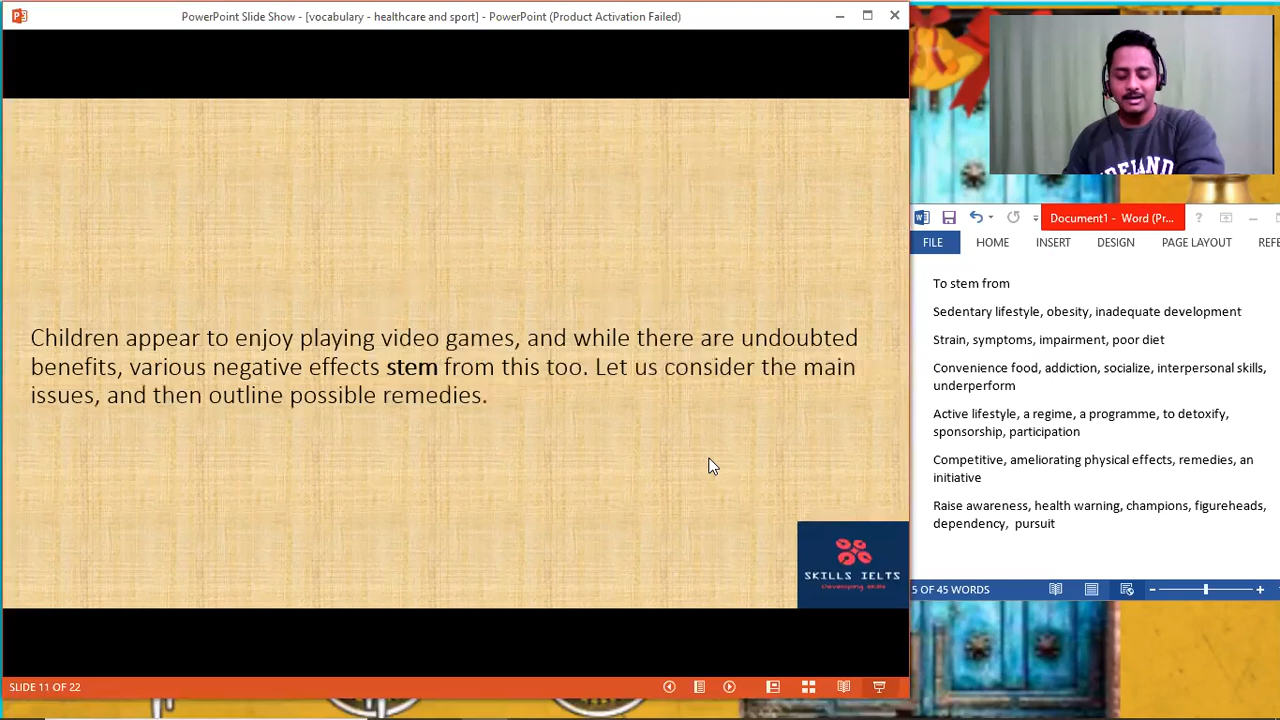 PowerPoint Slide Show - [vocabulary - healthcare and sport] - PowerPoint (Product Activation Failed)
Children appear to enjoy playing video games, and while there are undoubted
benefits, various negative effects stem from this too. Let us consider the main
issues, and then outline possible remedies.
SKILLS IELTS
Developing skills
SLIDE 11 OF 22
Document1 - Word (Pr...
FILE HOME INSERT DESIGN PAGE LAYOUT REFE
To stem from
Sedentary lifestyle, obesity, inadequate development
Strain, symptoms, impairment, poor diet
Convenience food, addiction, socialize, interpersonal skills,
underperform
Active lifestyle, a regime, a programme, to detoxify,
sponsorship, participation
Competitive, ameliorating physical effects, remedies, an
initiative
Raise awareness, health warning, champions, figureheads,
dependency, pursuit
5 OF 45 WORDS